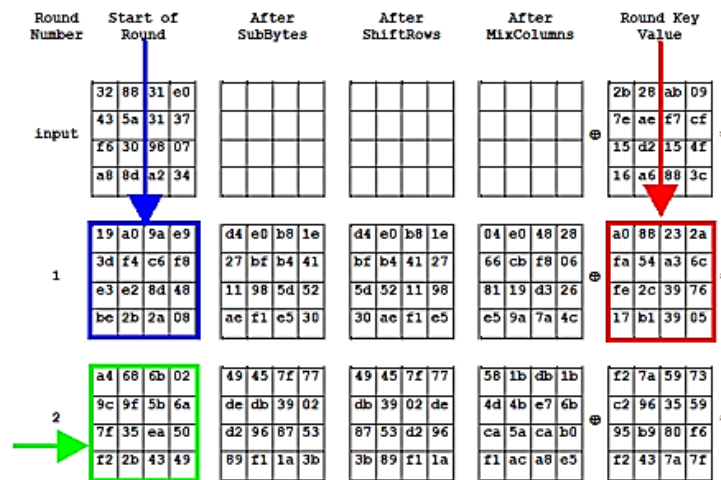 Round Start of After After After Round Key
Number Round SubBytes ShiftRows MixColumns Value
32 88 31 e0 2b 28 ab 09
43 5a 31 37 7e ae f7 cf
input ⊕ =
f6 30 98 07 15 d2 15 4f
a8 8d a2 34 16 a6 88 3c
19 a0 9a e9 d4 e0 b8 1e d4 e0 b8 1e 04 e0 48 28 a0 88 23 2a
3d f4 c6 f8 27 bf b4 41 bf b4 41 27 66 cb f8 06 fa 54 a3 6c
1 ⊕ =
e3 e2 8d 48 11 98 5d 52 5d 52 11 98 81 19 d3 26 fe 2c 39 76
be 2b 2a 08 ae f1 e5 30 30 ae f1 e5 e5 9a 7a 4c 17 b1 39 05
a4 68 6b 02 49 45 7f 77 49 45 7f 77 58 1b db 1b f2 7a 59 73
9c 9f 5b 6a de db 39 02 db 39 02 de 4d 4b e7 6b c2 96 35 59
2 ⊕ =
7f 35 ea 50 d2 96 87 53 87 53 d2 96 ca 5a ca b0 95 b9 80 f6
f2 2b 43 49 89 f1 1a 3b 3b 89 f1 1a f1 ac a8 e5 f2 43 7a 7f